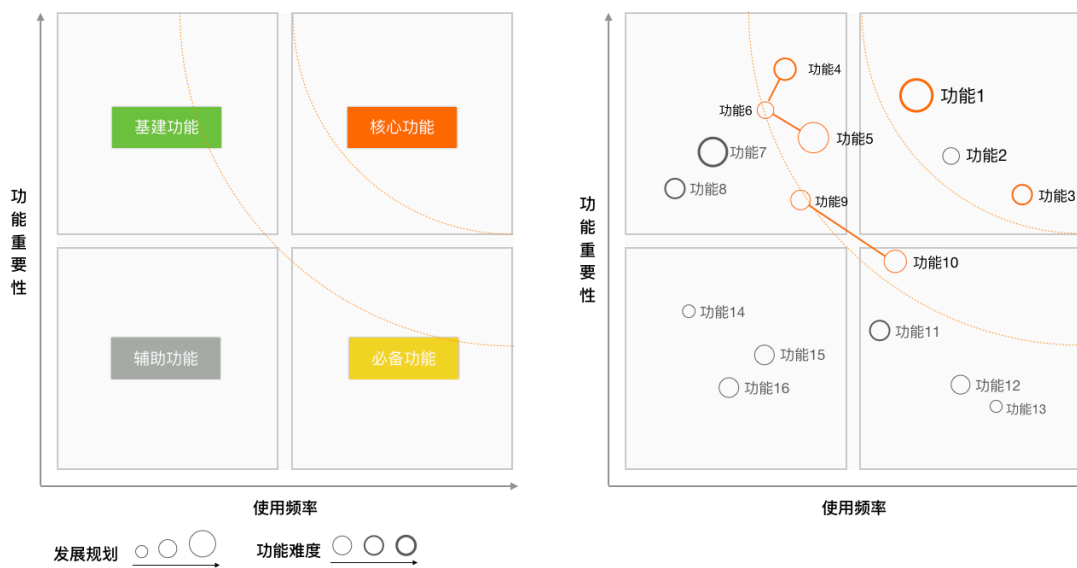 基建功能
核心功能
辅助功能
必备功能
功能重要性
使用频率
发展规划
功能难度
功能4
功能1
功能6
功能5
功能7
功能2
功能8
功能3
功能9
功能10
功能14
功能11
功能15
功能16
功能12
功能13
功能重要性
使用频率